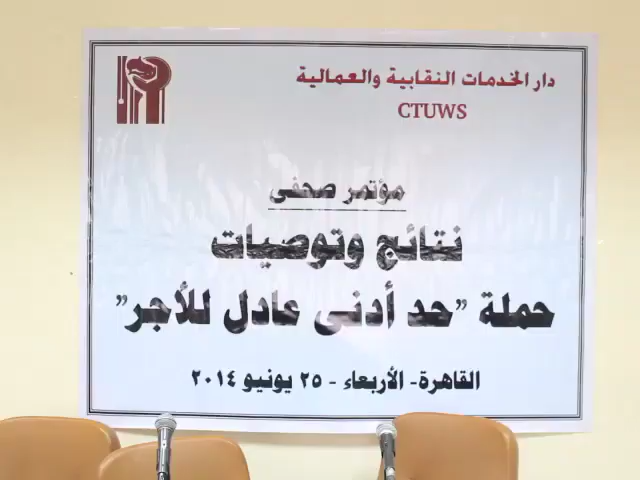 دار الخدمات النقابية والعمالية
CTUWS
مؤتمر صحفى
نتائج وتوصيات
حملة "حد أدنى عادل للأجر"
القاهرة- الأربعاء - ٢٥ يونيو ٢٠١٤